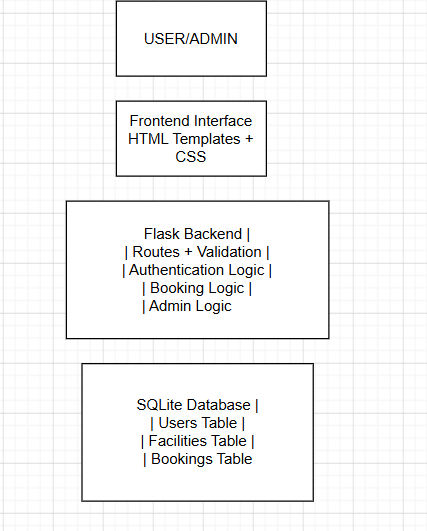 USER/ADMIN
Frontend Interface
HTML Templates +
CSS
Flask Backend |
| Routes + Validation |
| Authentication Logic |
| Booking Logic |
| Admin Logic
SQLite Database |
| Users Table |
| Facilities Table |
| Bookings Table